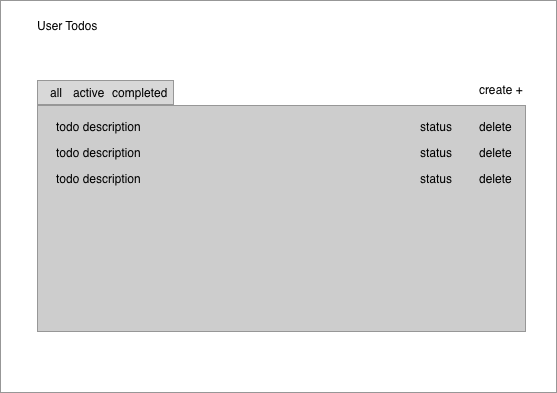 User Todos
all active completed
create +
todo description status delete
todo description status delete
todo description status delete